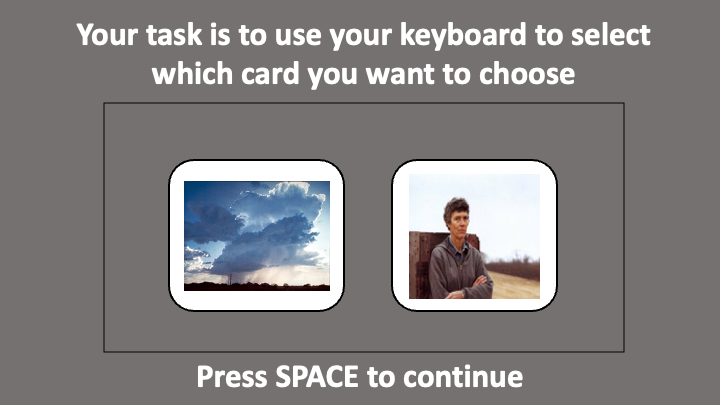 Your task is to use your keyboard to select
which card you want to choose
Press SPACE to continue